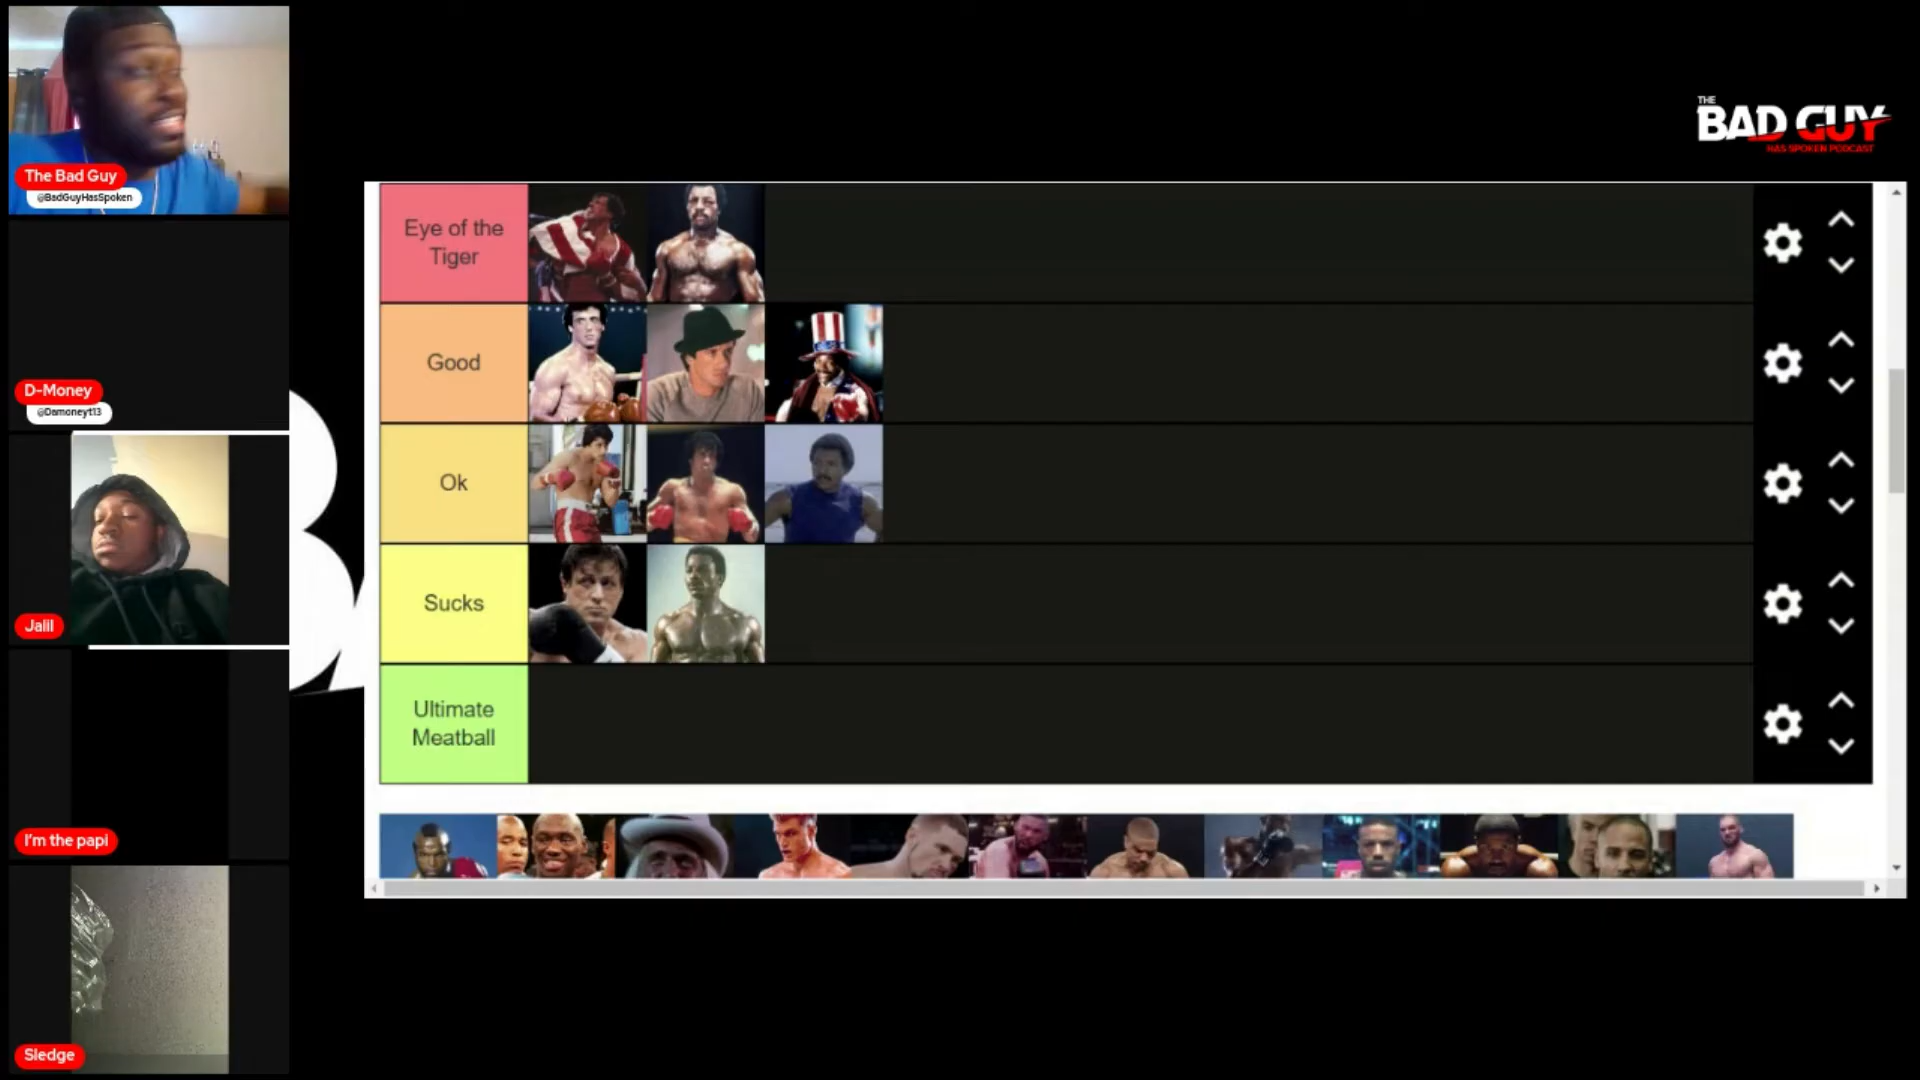 The Bad Guy
@BadGuyHasSpoken
D-Money
@Damoneyt13
Jalil
I'm the papi
Sledge
THE
BAD GUY
HAS SPOKEN PODCAST
Eye of the
Tiger
Good
Ok
Sucks
Ultimate
Meatball